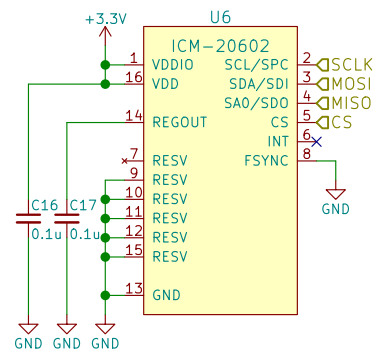 +3.3V
U6
ICM-20602
1 VDDIO SCL/SPC 2 SCLK
16 VDD SDA/SDI 3 MOSI
SA0/SDO 4 MISO
14 REGOUT CS 5 CS
INT 6
7 RESV FSYNC 8
9 RESV
10 RESV
11 RESV
12 RESV
15 RESV
13 GND
C16 C17
0.1u 0.1u
GND
GND GND GND